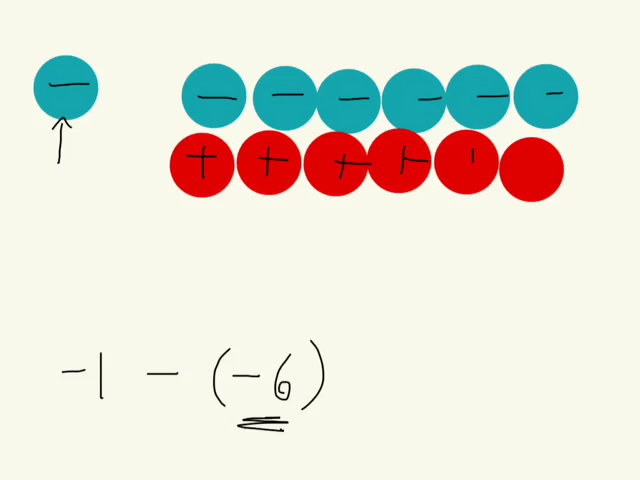 − − − − − − −
+ + + + '
-1 - (-6)